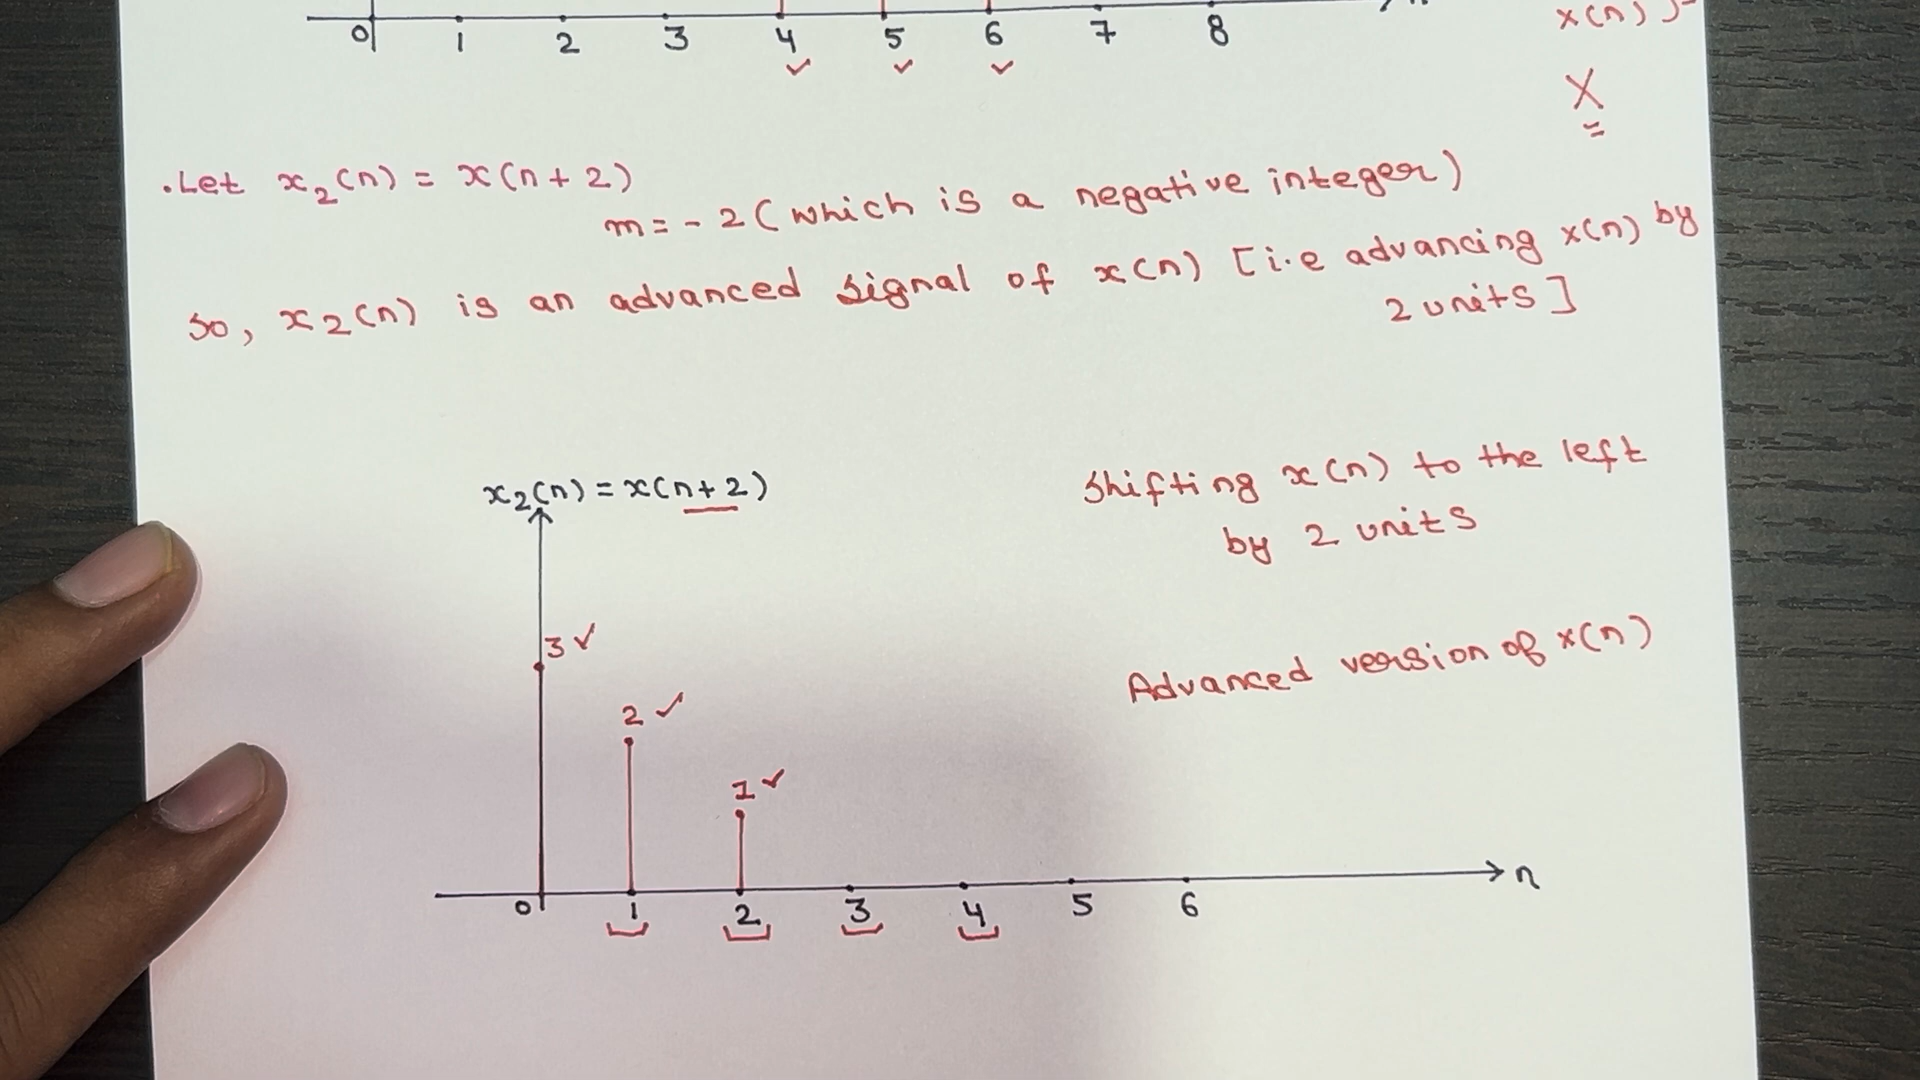 0 1 2 3 4 5 6 7 8
x(n)
X
.Let x₂(n) = x(n+2)
m = -2 (which is a negative integer)
So, x₂(n) is an advanced signal of x(n) [i.e advancing x(n) by
2 units]
x₂(n) = x(n+2)
Shifting x(n) to the left
by 2 units
3 ✓
2 ✓
1 ✓
Advanced version of x(n)
0 1 2 3 4 5 6 n